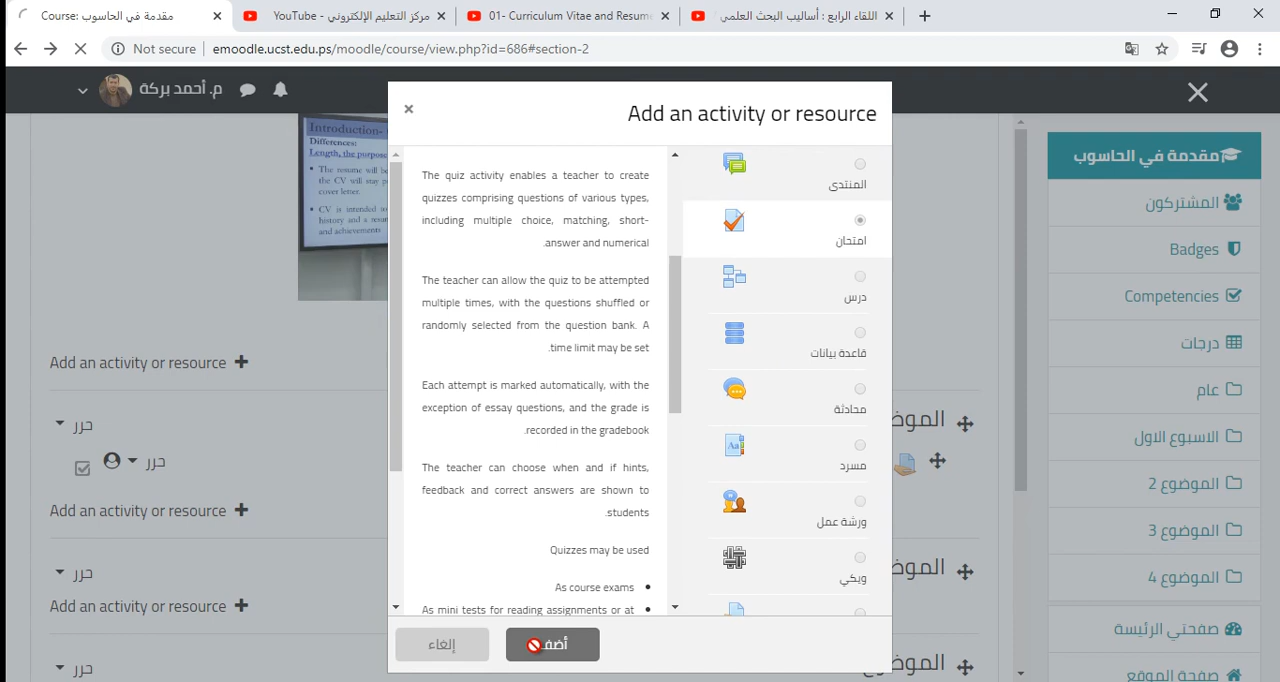 Course: مقدمة في الحاسوب
YouTube - مركز التعليم الإلكتروني
01- Curriculum Vitae and Resume
اللقاء الرابع : أساليب البحث العلمي
Not secure
emoodle.ucst.edu.ps/moodle/course/view.php?id=686#section-2
م. أحمد بركة
Introduction-
Differences:
Length, the purpose
The resume will be
the CV will stay p
cover letter.
CV is intended to
history and a resu
and achievements
Add an activity or resource
حرر
حرر
Add an activity or resource
حرر
Add an activity or resource
حرر
Add an activity or resource
The quiz activity enables a teacher to create
quizzes comprising questions of various types,
including multiple choice, matching, short-
answer and numerical.
The teacher can allow the quiz to be attempted
multiple times, with the questions shuffled or
randomly selected from the question bank. A
time limit may be set.
Each attempt is marked automatically, with the
exception of essay questions, and the grade is
recorded in the gradebook.
The teacher can choose when and if hints,
feedback and correct answers are shown to
students.
Quizzes may be used
As course exams
As mini tests for reading assignments or at
المنتدى
امتحان
درس
قاعدة بيانات
محادثة
مسرد
ورشة عمل
ويكي
أضف
إلغاء
مقدمة في الحاسوب
المشتركون
Badges
Competencies
درجات
عام
الاسبوع الاول
الموضوع 2
الموضوع 3
الموضوع 4
صفحتي الرئيسة
صفحة الموقع